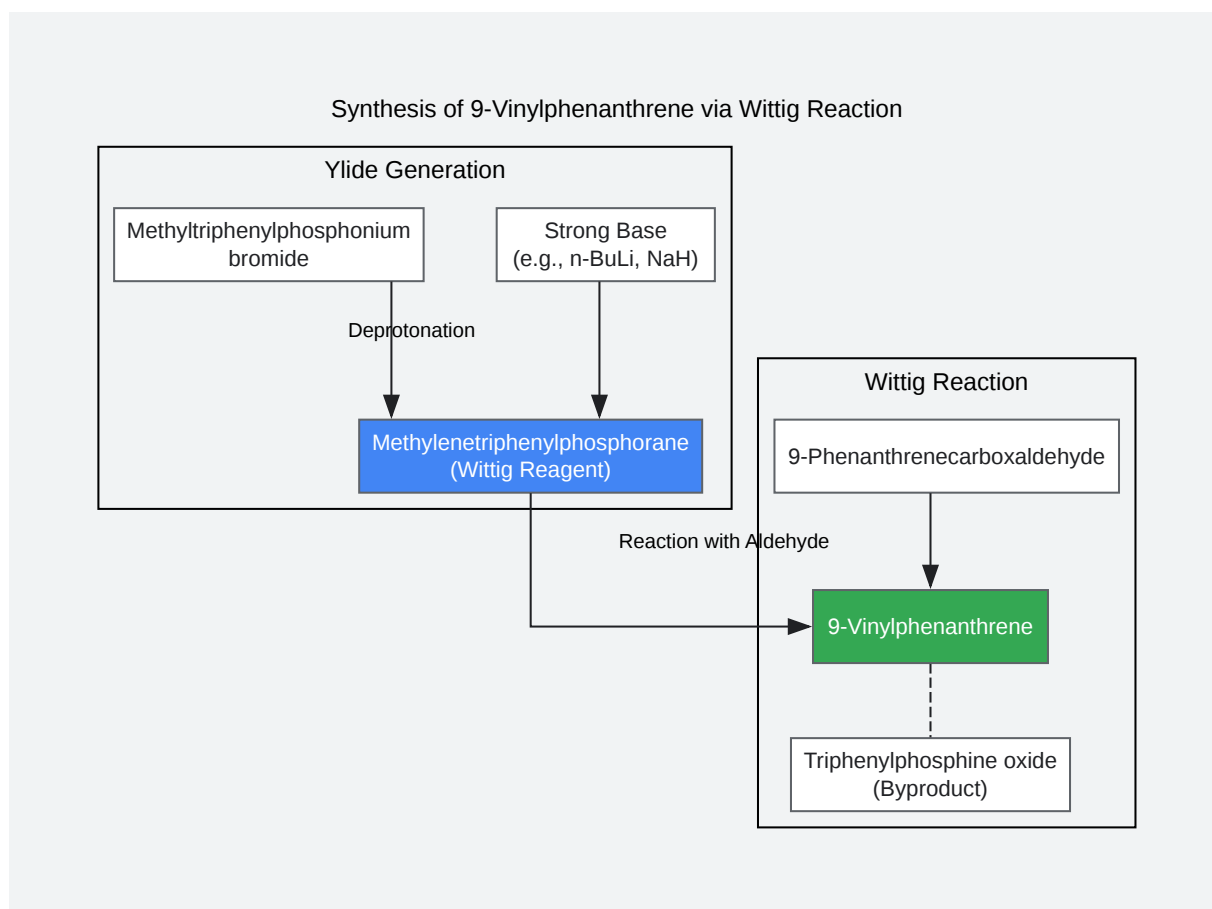 Synthesis of 9-Vinylphenanthrene via Wittig Reaction
Ylide Generation
Methyltriphenylphosphonium
bromide
Strong Base
(e.g., n-BuLi, NaH)
Deprotonation
Methylenetriphenylphosphorane
(Wittig Reagent)
Wittig Reaction
9-Phenanthrenecarboxaldehyde
Reaction with Aldehyde
9-Vinylphenanthrene
Triphenylphosphine oxide
(Byproduct)